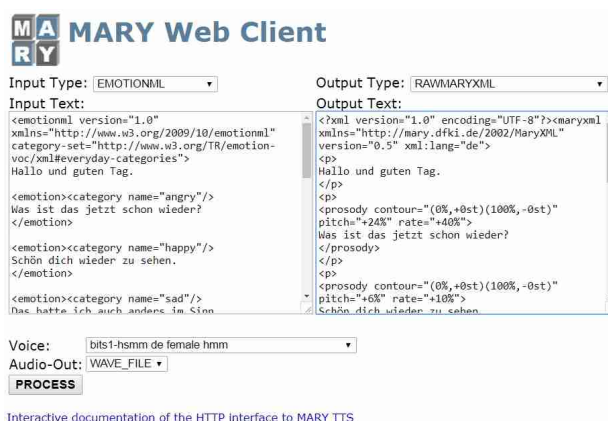 MARY
MARY Web Client
Input Type: EMOTIONML
Output Type: RAWMARYXML
Input Text:
<emotionml version="1.0"
xmlns="http://www.w3.org/2009/10/emotionml"
category-set="http://www.w3.org/TR/emotion-
voc/xml#everyday-categories">
Hallo und guten Tag.
<emotion><category name="angry"/>
Was ist das jetzt schon wieder?
</emotion>
<emotion><category name="happy"/>
Schön dich wieder zu sehen.
</emotion>
<emotion><category name="sad"/>
Das hatte ich auch anders im Sinn
Output Text:
<?xml version="1.0" encoding="UTF-8"?><maryxml
xmlns="http://mary.dfki.de/2002/MaryXML"
version="0.5" xml:lang="de">
<p>
Hallo und guten Tag.
</p>
<p>
<prosody contour="(0%,+0st)(100%,-0st)"
pitch="+24%" rate="+40%">
Was ist das jetzt schon wieder?
</prosody>
</p>
<p>
<prosody contour="(0%,+0st)(100%,-0st)"
pitch="+6%" rate="+10%">
Schön dich wieder zu sehen.
Voice: bits1-hsmm de female hmm
Audio-Out: WAVE_FILE
PROCESS
Interactive documentation of the HTTP interface to MARY TTS